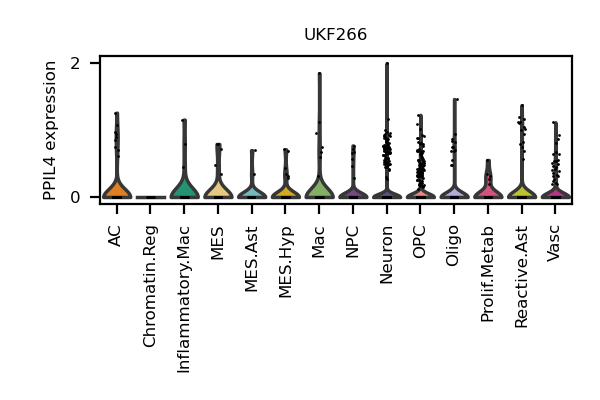 UKF266
PPIL4 expression
2
0
AC
Chromatin.Reg
Inflammatory.Mac
MES
MES.Ast
MES.Hyp
Mac
NPC
Neuron
OPC
Oligo
Prolif.Metab
Reactive.Ast
Vasc